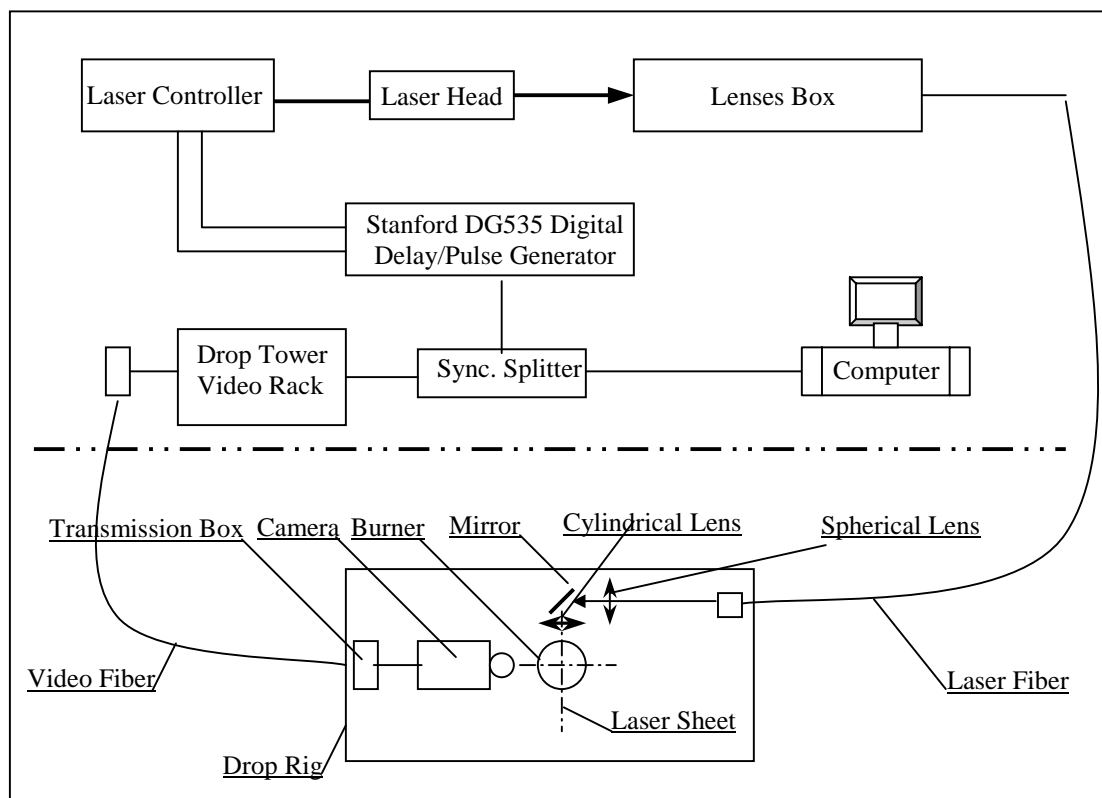 Laser Controller
Laser Head
Lenses Box
Stanford DG535 Digital
Delay/Pulse Generator
Drop Tower
Video Rack
Sync. Splitter
Computer
Transmission Box
Camera
Burner
Mirror
Cylindrical Lens
Spherical Lens
Video Fiber
Laser Fiber
Laser Sheet
Drop Rig